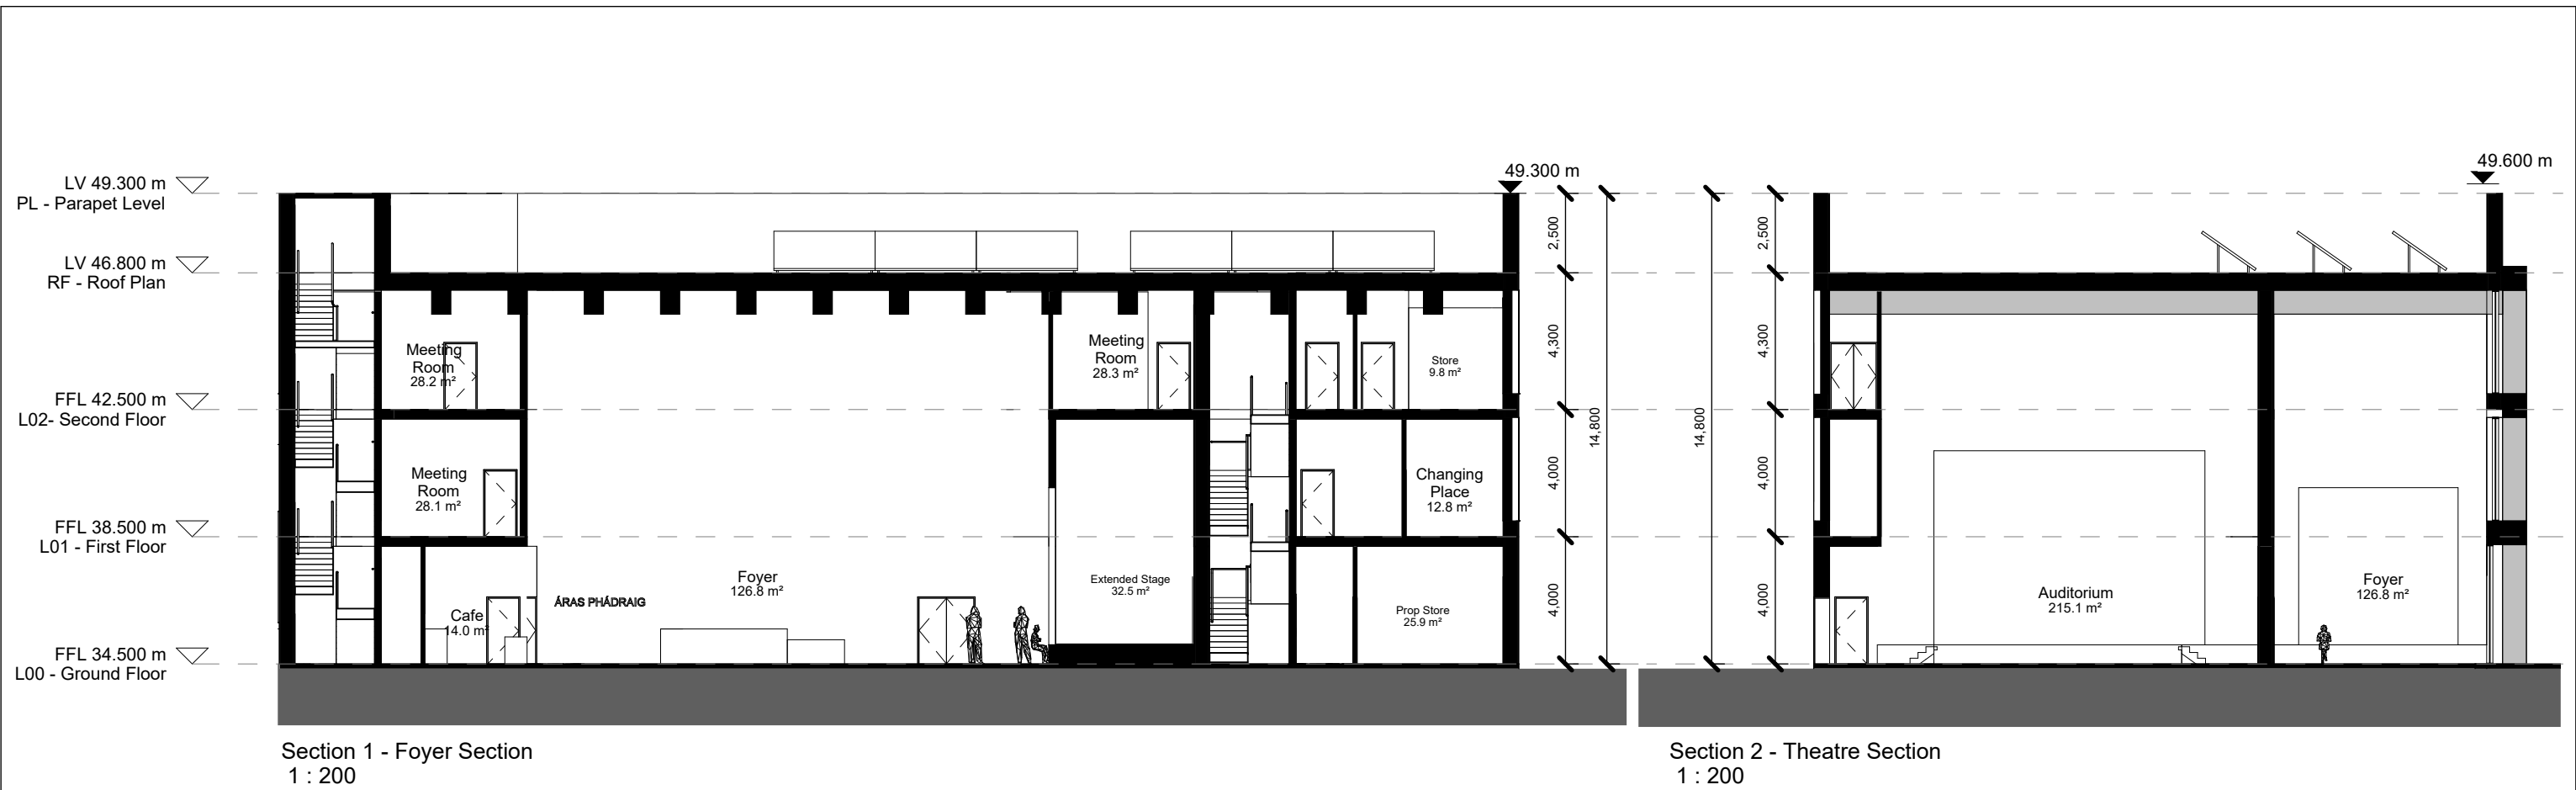 LV 49.300 m
PL - Parapet Level
LV 46.800 m
RF - Roof Plan
FFL 42.500 m
L02- Second Floor
FFL 38.500 m
L01 - First Floor
FFL 34.500 m
L00 - Ground Floor
Meeting
Room
28.2 m²
Meeting
Room
28.1 m²
Cafe
14.0 m²
ÁRAS PHÁDRAIG
Foyer
126.8 m²
Meeting
Room
28.3 m²
Extended Stage
32.5 m²
Store
9.8 m²
Changing
Place
12.8 m²
Prop Store
25.9 m²
49.300 m
2,500
4,300
4,000
4,000
14,800
14,800
2,500
4,300
4,000
4,000
49.600 m
Auditorium
215.1 m²
Foyer
126.8 m²
Section 1 - Foyer Section
1 : 200
Section 2 - Theatre Section
1 : 200